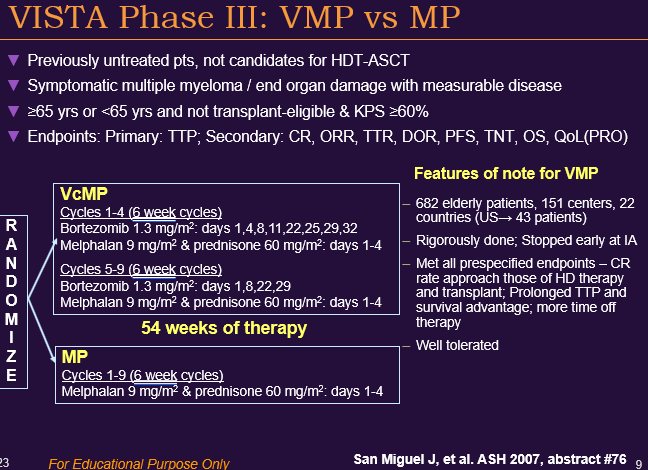 VISTA Phase III: VMP vs MP
▼ Previously untreated pts, not candidates for HDT-ASCT
▼ Symptomatic multiple myeloma / end organ damage with measurable disease
▼ ≥65 yrs or <65 yrs and not transplant-eligible & KPS ≥60%
▼ Endpoints: Primary: TTP; Secondary: CR, ORR, TTR, DOR, PFS, TNT, OS, QoL(PRO)
R
A
N
D
O
M
I
Z
E
VcMP
Cycles 1-4 (6 week cycles)
Bortezomib 1.3 mg/m²: days 1,4,8,11,22,25,29,32
Melphalan 9 mg/m² & prednisone 60 mg/m²: days 1-4
Cycles 5-9 (6 week cycles)
Bortezomib 1.3 mg/m²: days 1,8,22,29
Melphalan 9 mg/m² & prednisone 60 mg/m²: days 1-4
54 weeks of therapy
MP
Cycles 1-9 (6 week cycles)
Melphalan 9 mg/m² & prednisone 60 mg/m²: days 1-4
Features of note for VMP
– 682 elderly patients, 151 centers, 22
countries (US→ 43 patients)
– Rigorously done; Stopped early at IA
– Met all prespecified endpoints – CR
rate approach those of HD therapy
and transplant; Prolonged TTP and
survival advantage; more time off
therapy
– Well tolerated
23
For Educational Purpose Only
San Miguel J, et al. ASH 2007, abstract #76
9